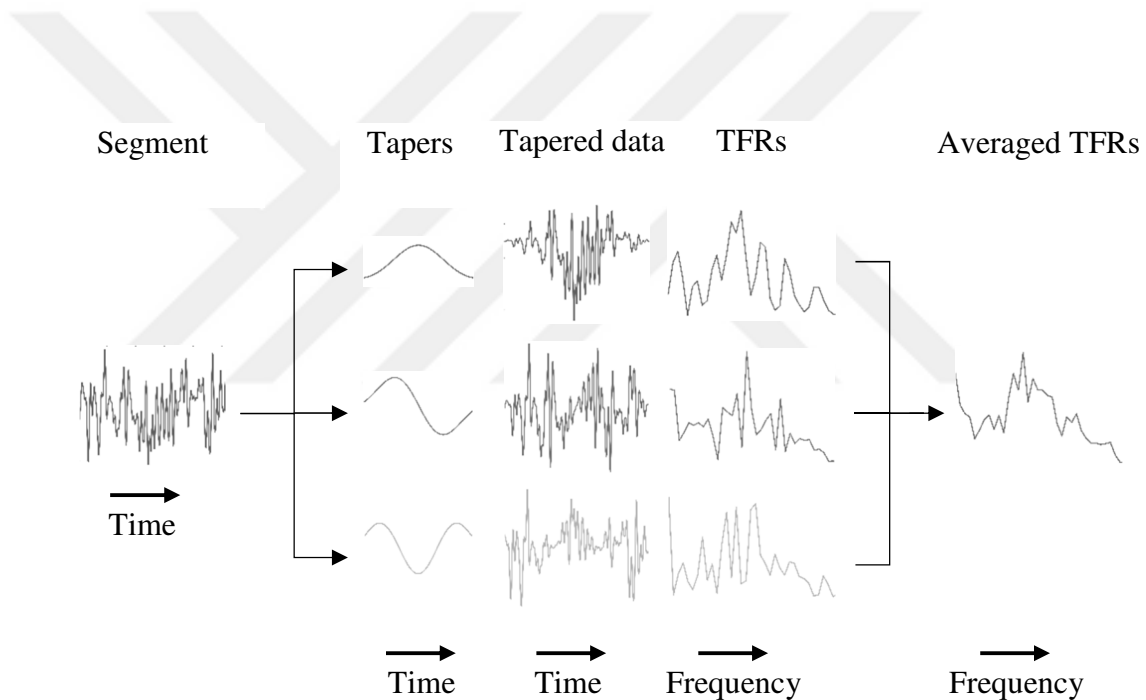 Segment
Tapers
Tapered data
TFRs
Averaged TFRs
Time
Time
Time
Frequency
Frequency